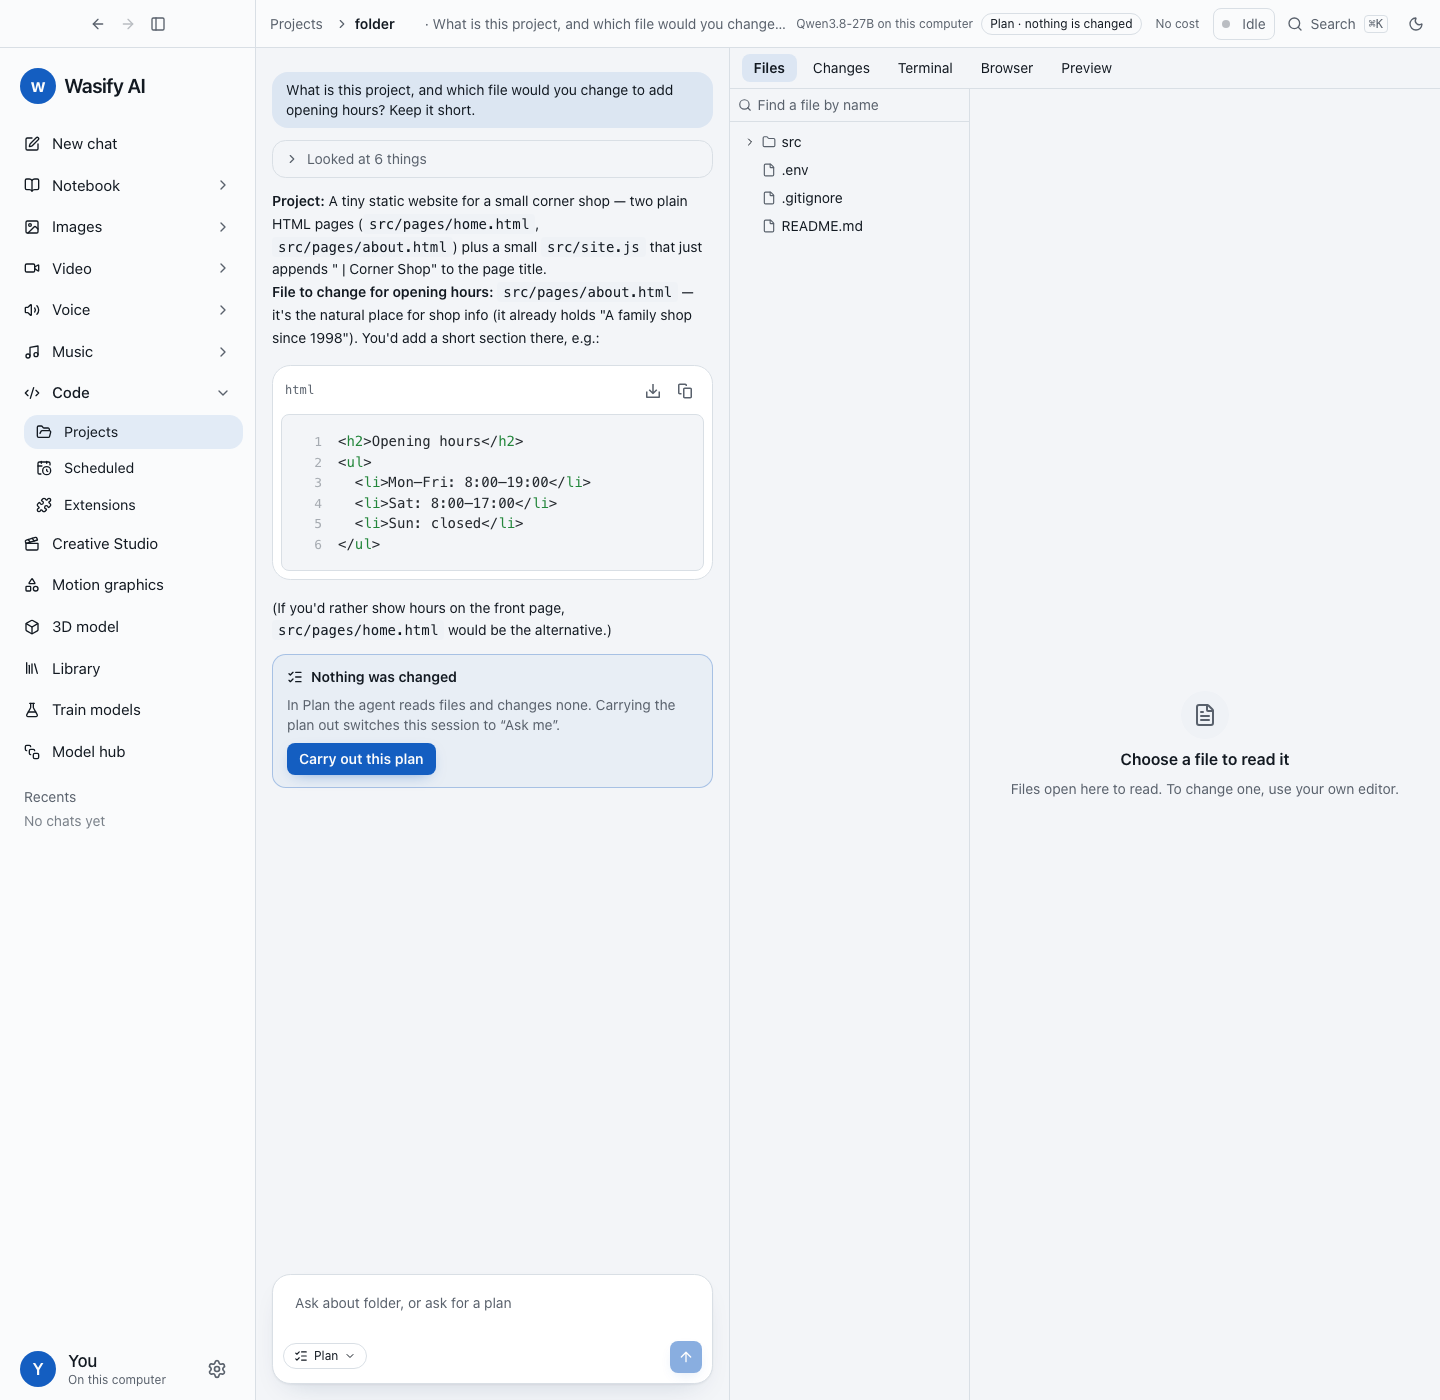 Projects
folder
· What is this project, and which file would you change...
Qwen3.8-27B on this computer
Plan · nothing is changed
No cost
Idle
Search
⌘K
W
Wasify AI
New chat
Notebook
Images
Video
Voice
Music
Code
Projects
Scheduled
Extensions
Creative Studio
Motion graphics
3D model
Library
Train models
Model hub
Recents
No chats yet
Y
You
On this computer
What is this project, and which file would you change to add
opening hours? Keep it short.
Looked at 6 things
Project: A tiny static website for a small corner shop — two plain
HTML pages ( src/pages/home.html ,
src/pages/about.html ) plus a small src/site.js that just
appends " | Corner Shop" to the page title.
File to change for opening hours: src/pages/about.html —
it's the natural place for shop info (it already holds "A family shop
since 1998"). You'd add a short section there, e.g.:
html
1 <h2>Opening hours</h2>
2 <ul>
3 <li>Mon–Fri: 8:00–19:00</li>
4 <li>Sat: 8:00–17:00</li>
5 <li>Sun: closed</li>
6 </ul>
(If you'd rather show hours on the front page,
src/pages/home.html would be the alternative.)
Nothing was changed
In Plan the agent reads files and changes none. Carrying the
plan out switches this session to “Ask me”.
Carry out this plan
Ask about folder, or ask for a plan
Plan
Files
Changes
Terminal
Browser
Preview
Find a file by name
src
.env
.gitignore
README.md
Choose a file to read it
Files open here to read. To change one, use your own editor.